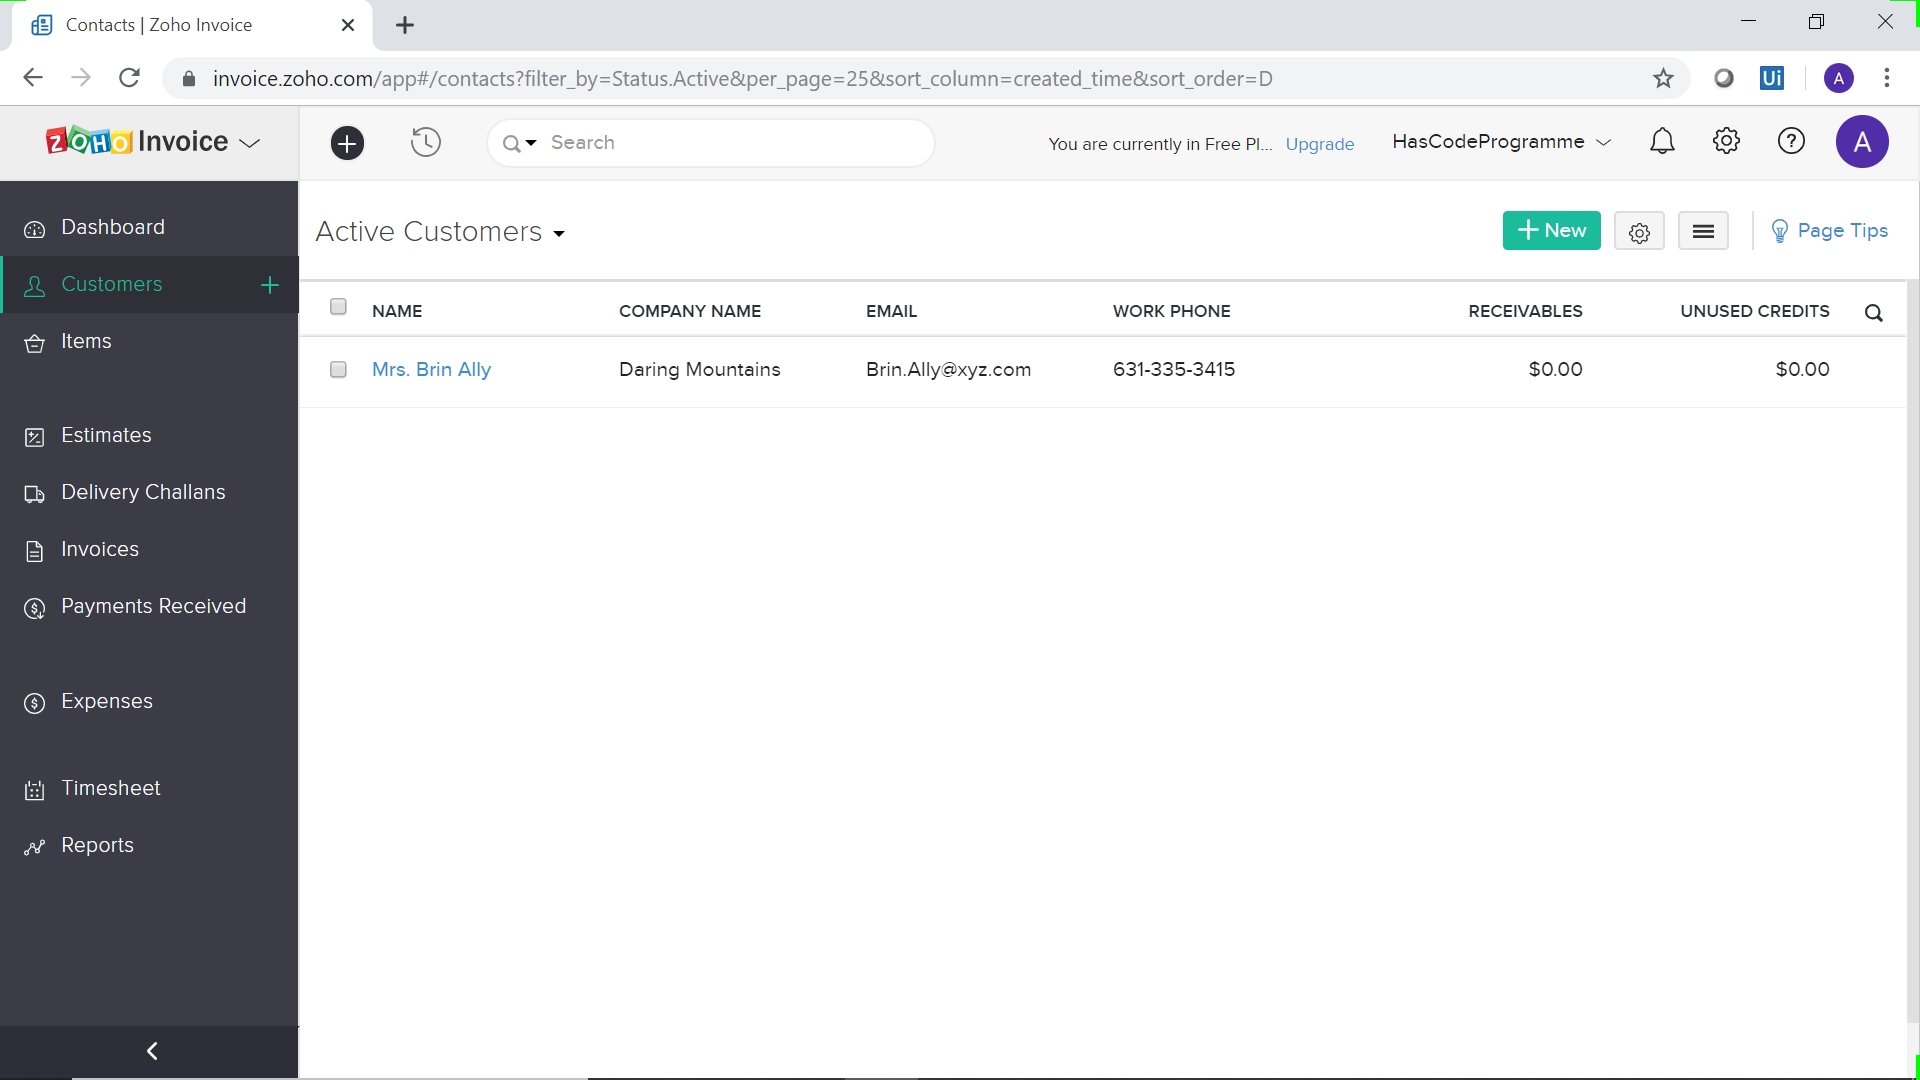 Contacts | Zoho Invoice
invoice.zoho.com/app#/contacts?filter_by=Status.Active&per_page=25&sort_column=created_time&sort_order=D
Ui
A
ZOHO Invoice
Search
You are currently in Free Pl... Upgrade
HasCodeProgramme
?
A
Dashboard
Customers
Items
Estimates
Delivery Challans
Invoices
Payments Received
Expenses
Timesheet
Reports
Active Customers
New
Page Tips
NAME COMPANY NAME EMAIL WORK PHONE RECEIVABLES UNUSED CREDITS
Mrs. Brin Ally Daring Mountains Brin.Ally@xyz.com 631-335-3415 $0.00 $0.00